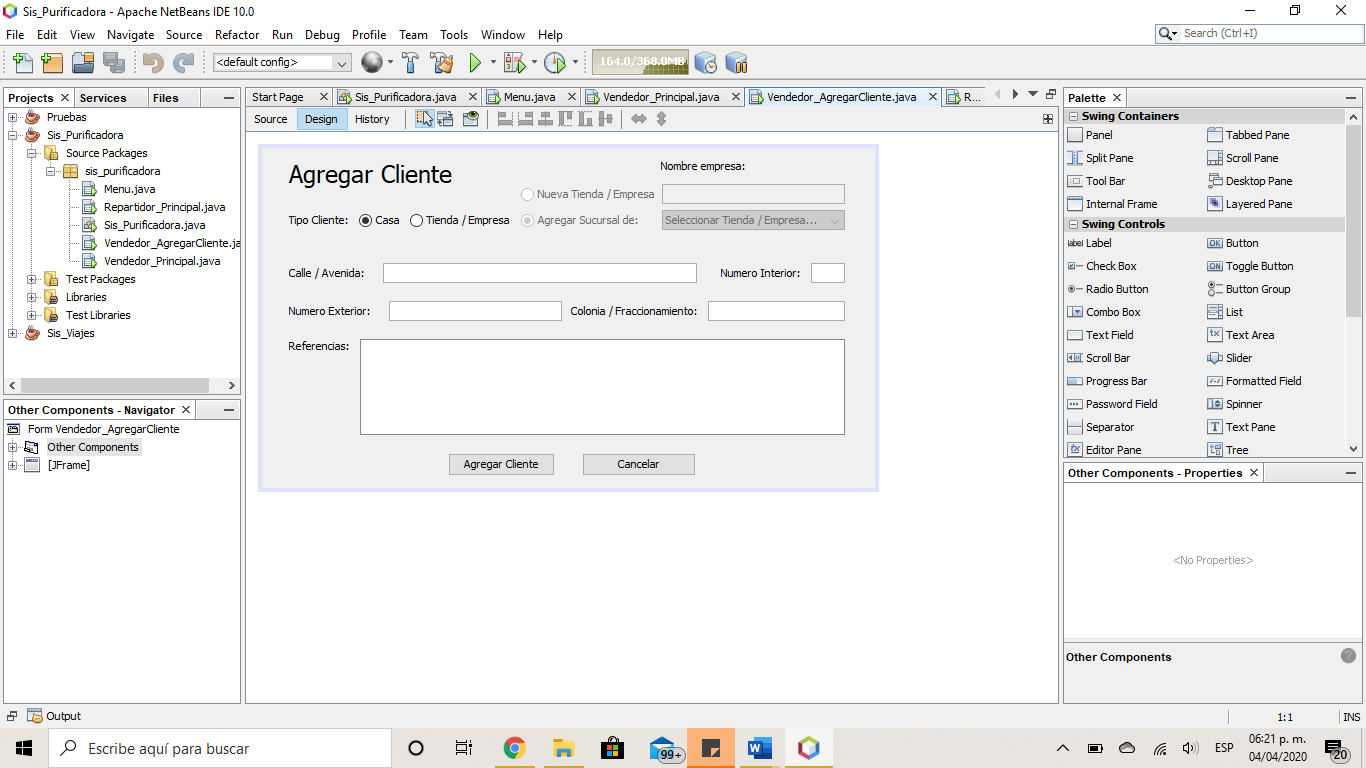 Sis_Purificadora - Apache NetBeans IDE 10.0
File Edit View Navigate Source Refactor Run Debug Profile Team Tools Window Help
Search (Ctrl+I)
<default config>
164.0/368.0MB
Projects Services Files
Pruebas
Sis_Purificadora
Source Packages
sis_purificadora
Menu.java
Repartidor_Principal.java
Sis_Purificadora.java
Vendedor_AgregarCliente.ja
Vendedor_Principal.java
Test Packages
Libraries
Test Libraries
Sis_Viajes
Other Components - Navigator
Form Vendedor_AgregarCliente
Other Components
[JFrame]
Start Page Sis_Purificadora.java Menu.java Vendedor_Principal.java Vendedor_AgregarCliente.java R...
Source Design History
Agregar Cliente
Nombre empresa:
Nueva Tienda / Empresa
Tipo Cliente: Casa Tienda / Empresa Agregar Sucursal de: Seleccionar Tienda / Empresa...
Calle / Avenida: Numero Interior:
Numero Exterior: Colonia / Fraccionamiento:
Referencias:
Agregar Cliente Cancelar
Palette
Swing Containers
Panel Tabbed Pane
Split Pane Scroll Pane
Tool Bar Desktop Pane
Internal Frame Layered Pane
Swing Controls
label Label OK Button
Check Box ON Toggle Button
Radio Button Button Group
Combo Box List
Text Field Text Area
Scroll Bar Slider
Progress Bar Formatted Field
Password Field Spinner
Separator Text Pane
Editor Pane Tree
Other Components - Properties
<No Properties>
Other Components
Output
1:1 INS
Escribe aquí para buscar
99+
ESP
06:21 p. m.
04/04/2020
20